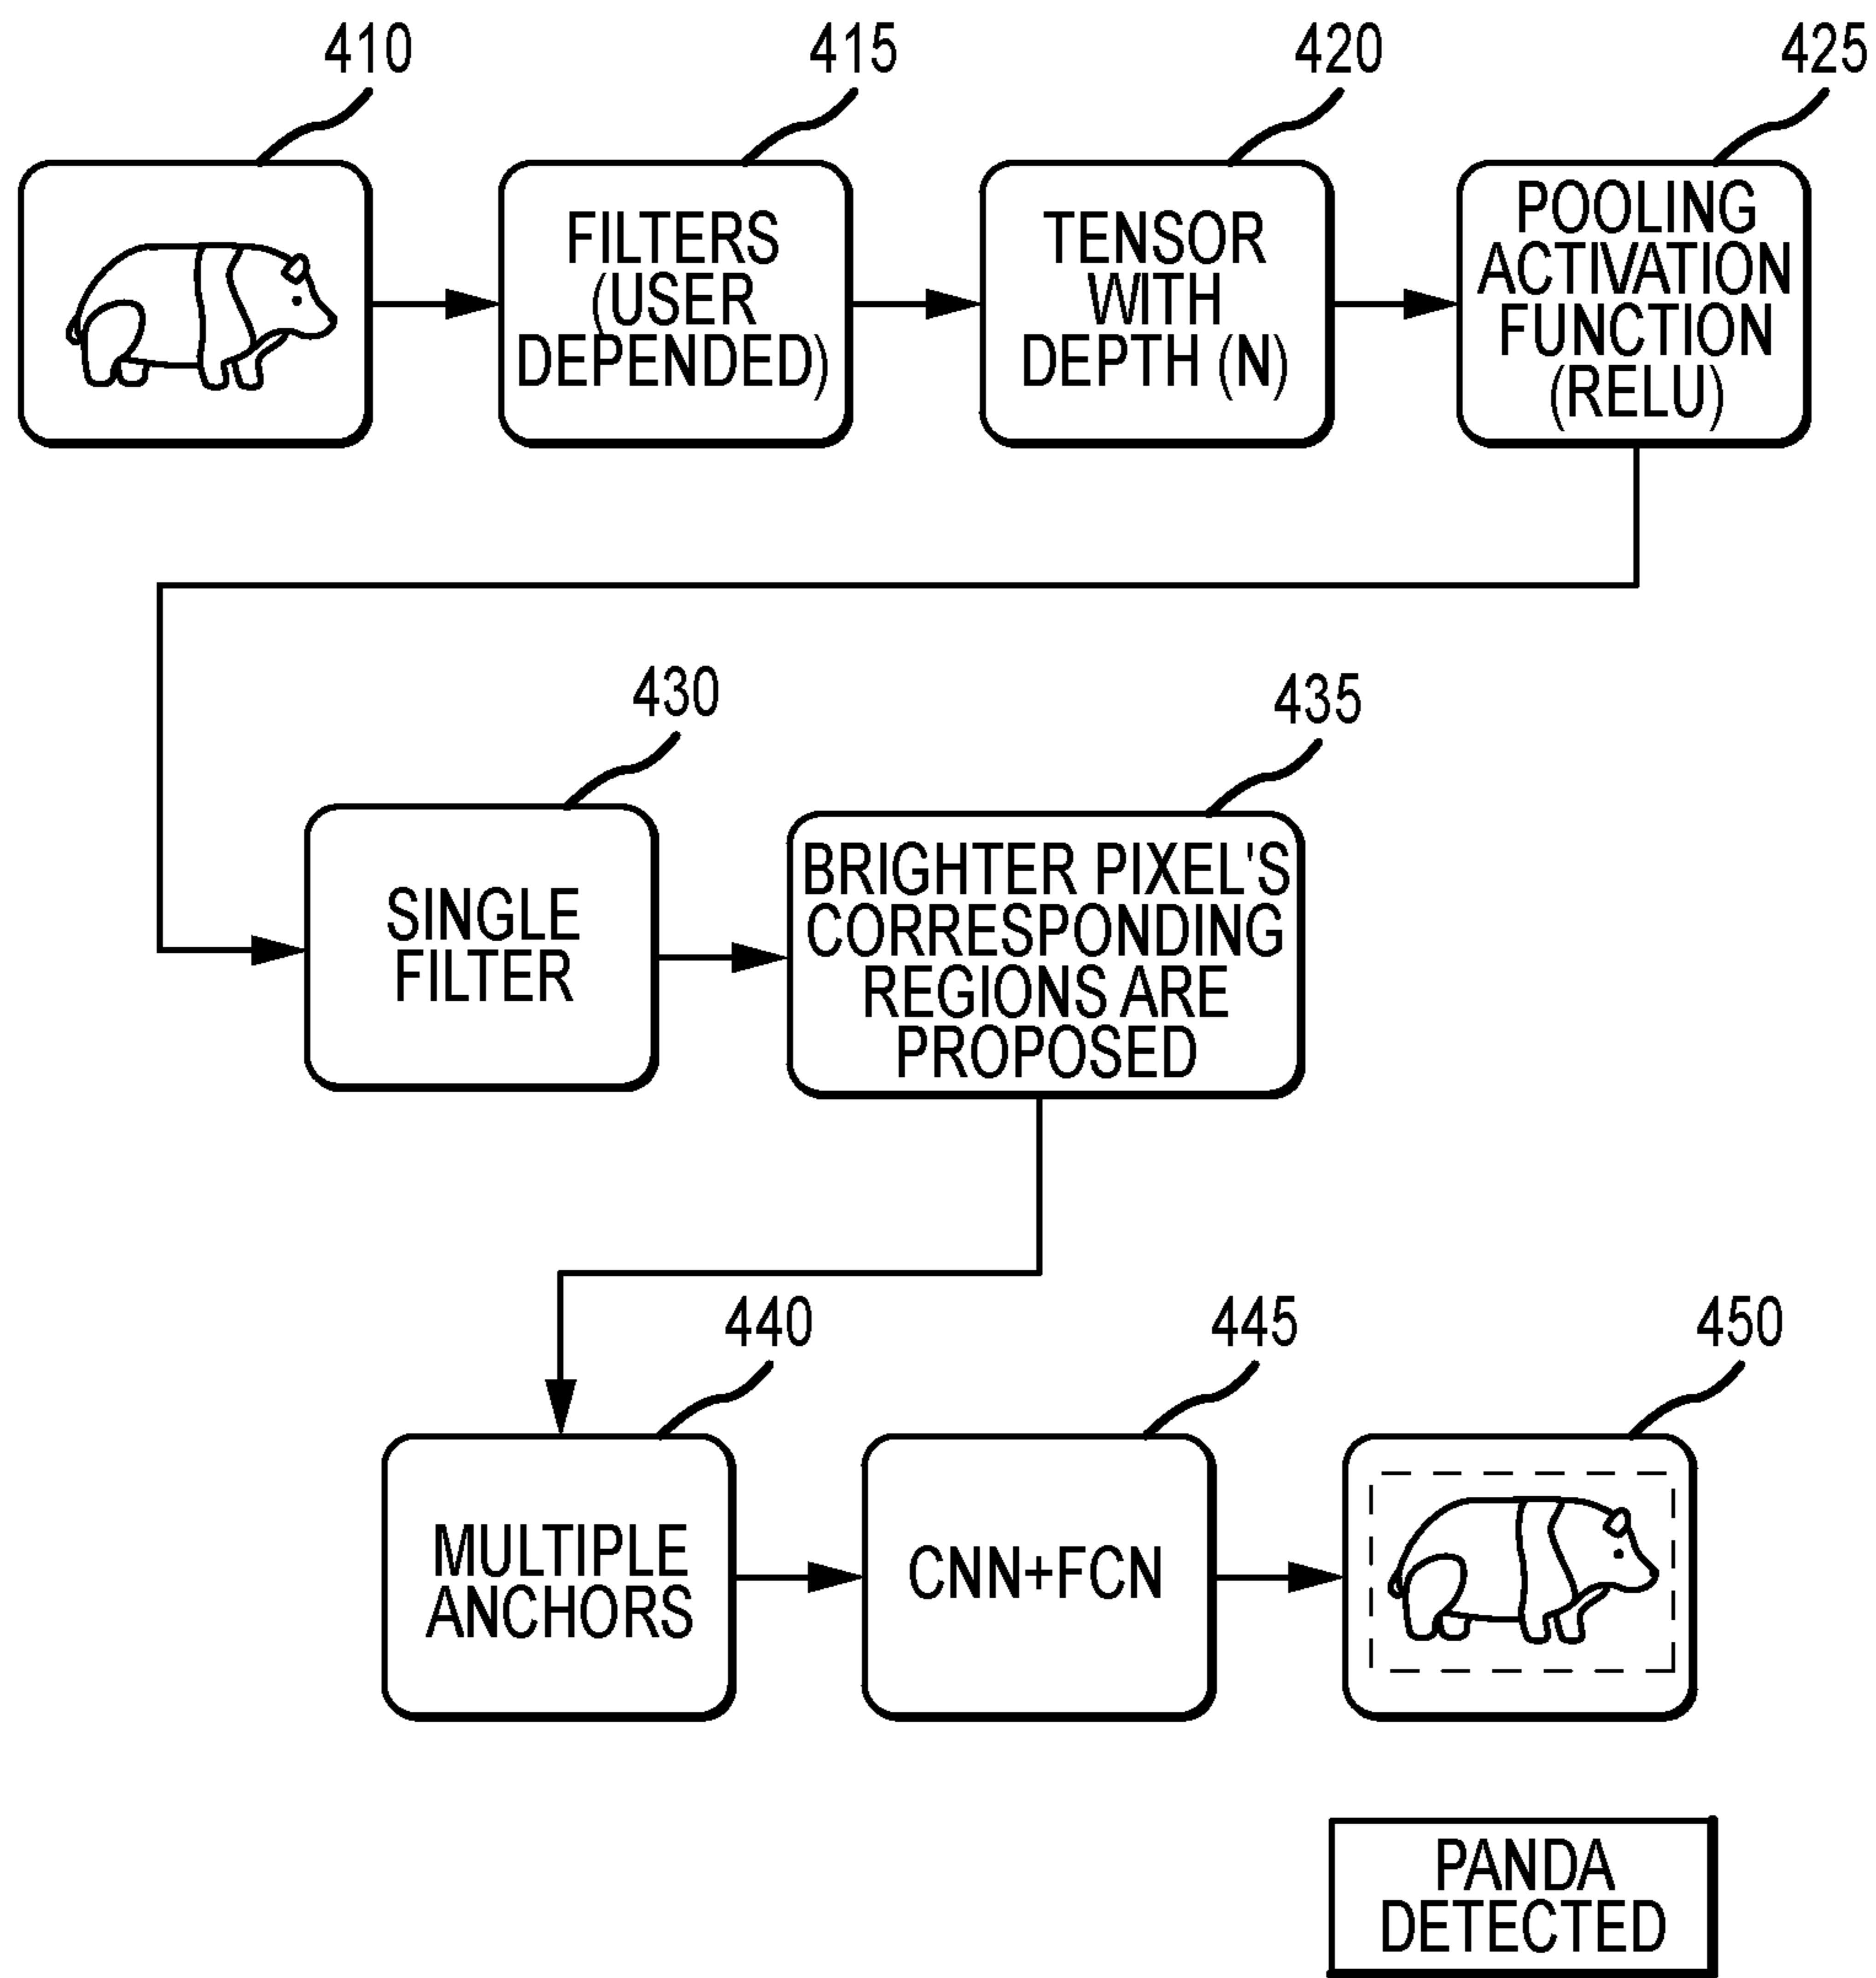 410
415
420
425
FILTERS
(USER
DEPENDED)
TENSOR
WITH
DEPTH (N)
POOLING
ACTIVATION
FUNCTION
(RELU)
430
435
SINGLE
FILTER
BRIGHTER PIXEL'S
CORRESPONDING
REGIONS ARE
PROPOSED
440
445
450
MULTIPLE
ANCHORS
CNN+FCN
PANDA
DETECTED